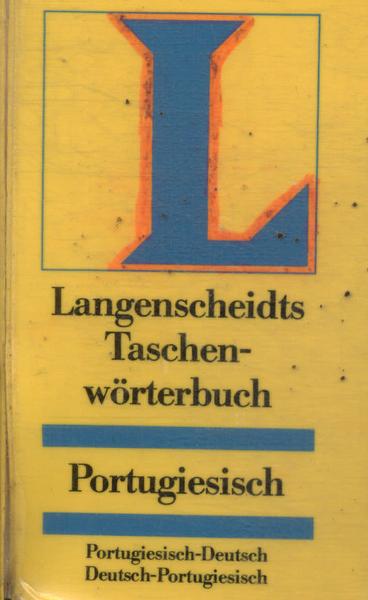 L
Langenscheidts
Taschen-
wörterbuch
Portugiesisch
Portugiesisch-Deutsch
Deutsch-Portugiesisch